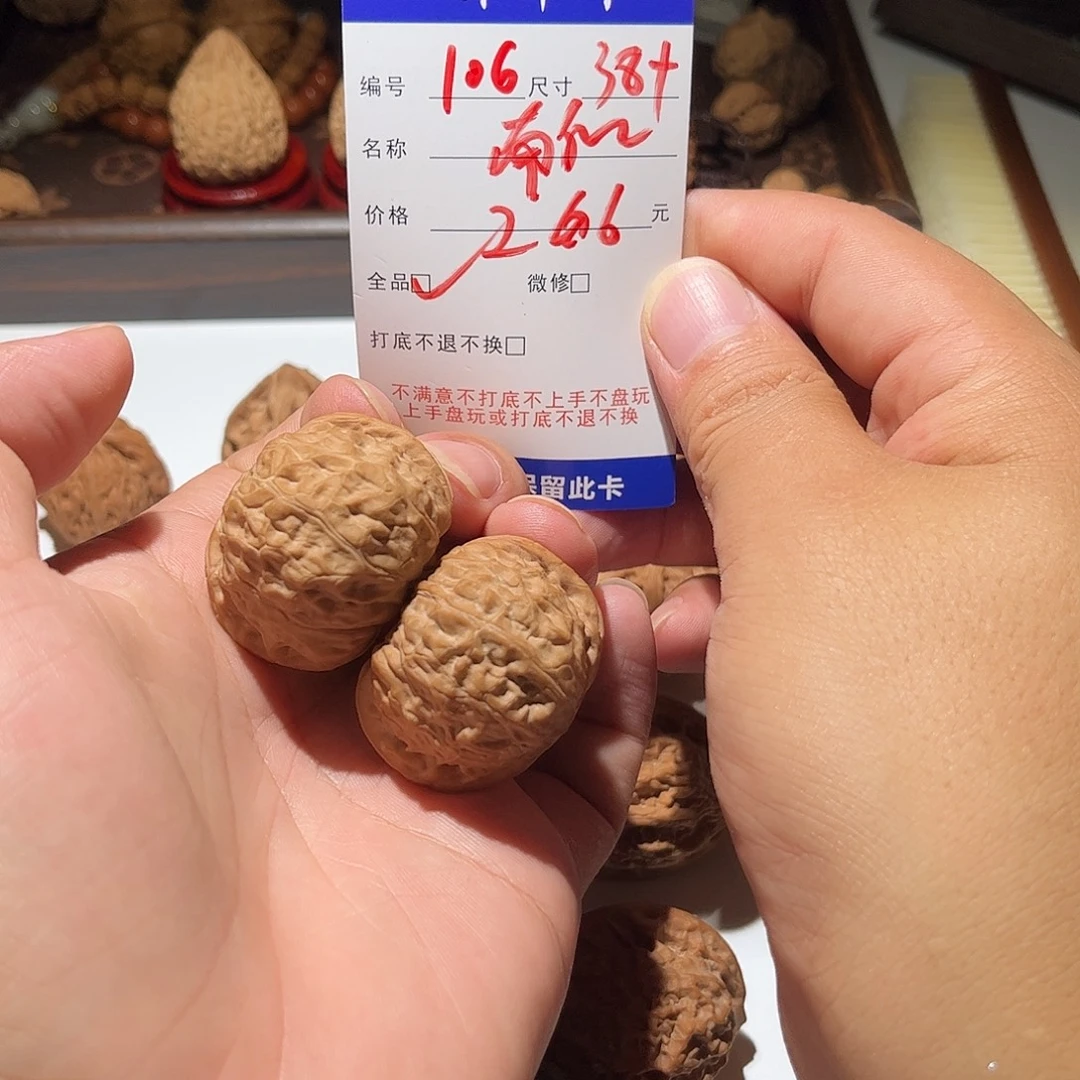 编号 106 尺寸 38+
名称 南仁
价格 266 元
全品☑ 微修□
打底不退不换□
不满意不打底不上手不盘玩
上手盘玩或打底不退不换
保留此卡